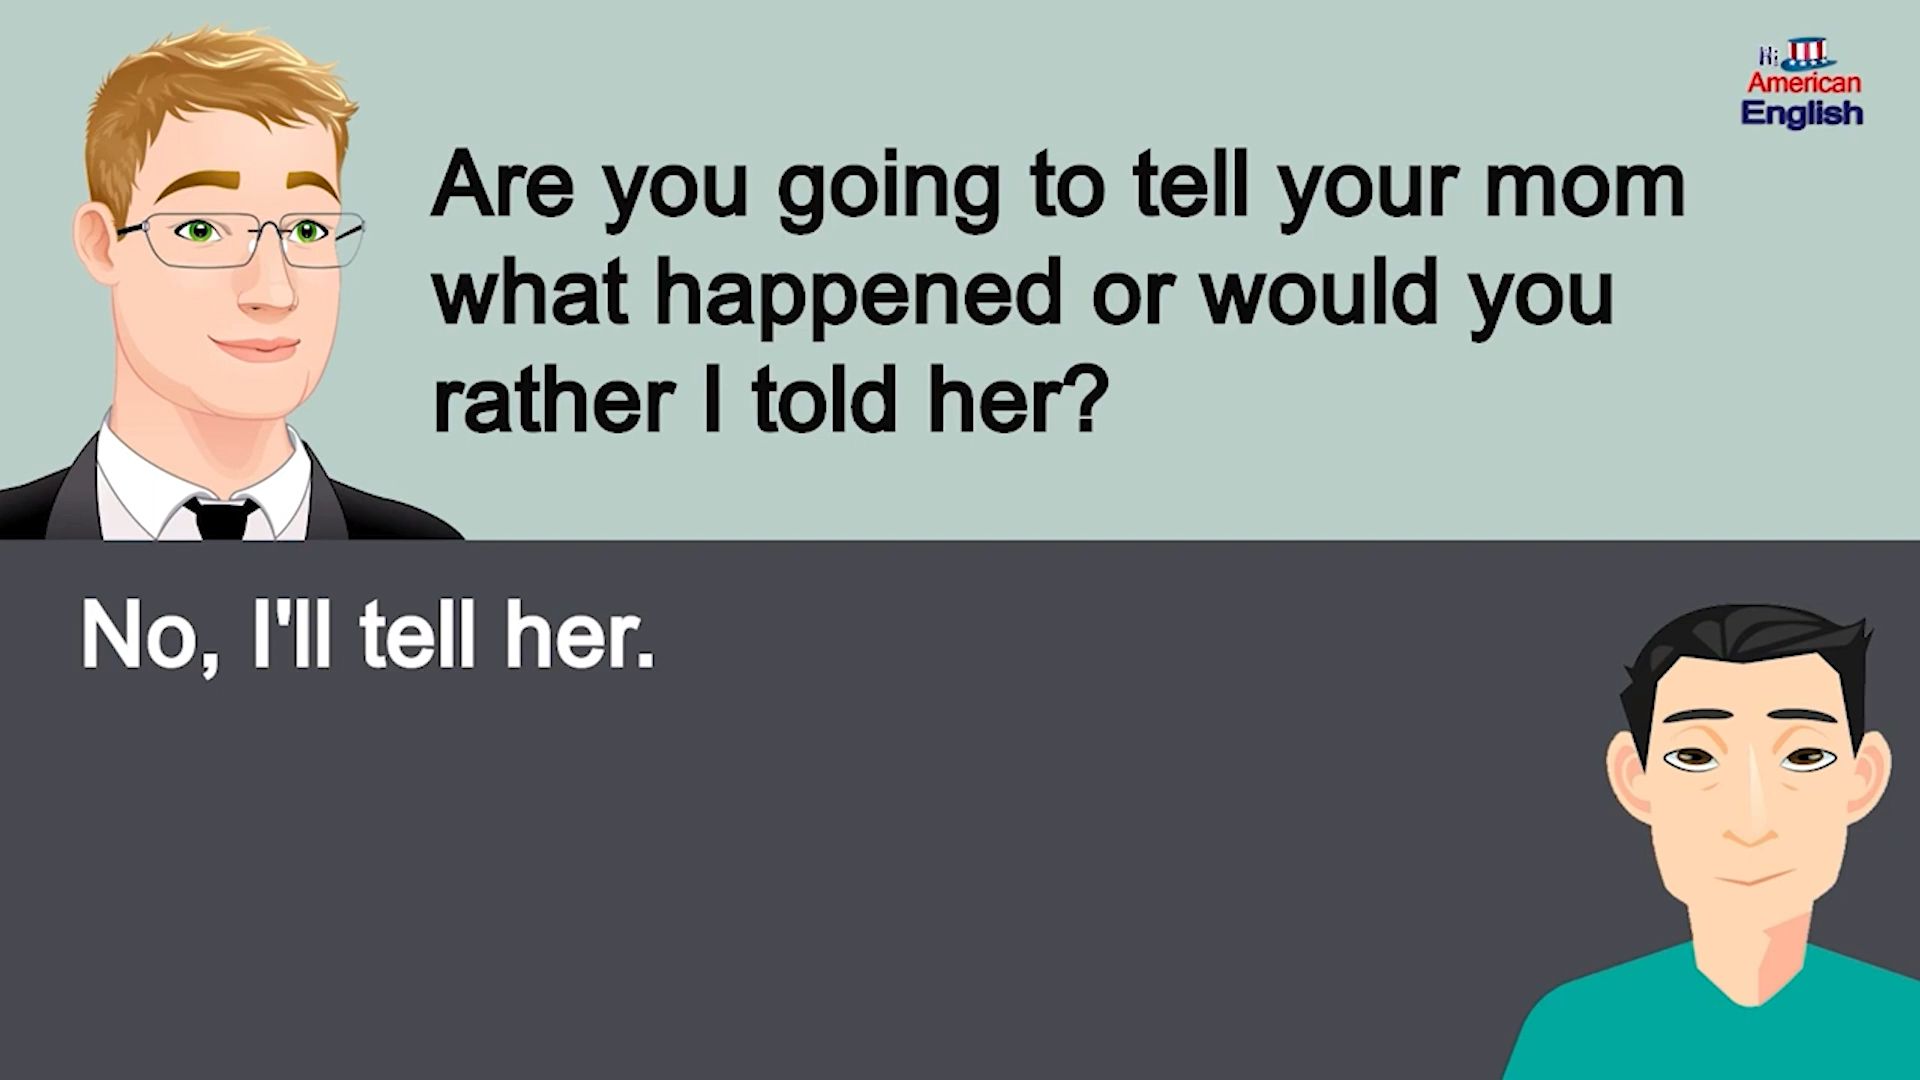 Hi
American
English
Are you going to tell your mom
what happened or would you
rather I told her?
No, I'll tell her.